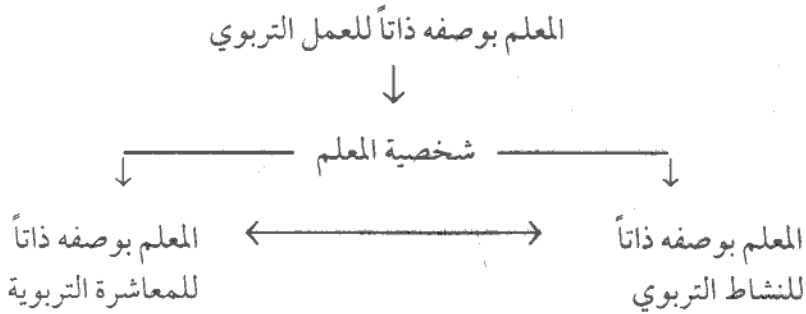 المعلم بوصفه ذاتاً للعمل التربوي
شخصية المعلم
المعلم بوصفه ذاتاً
للنشاط التربوي
المعلم بوصفه ذاتاً
للمعاشرة التربوية